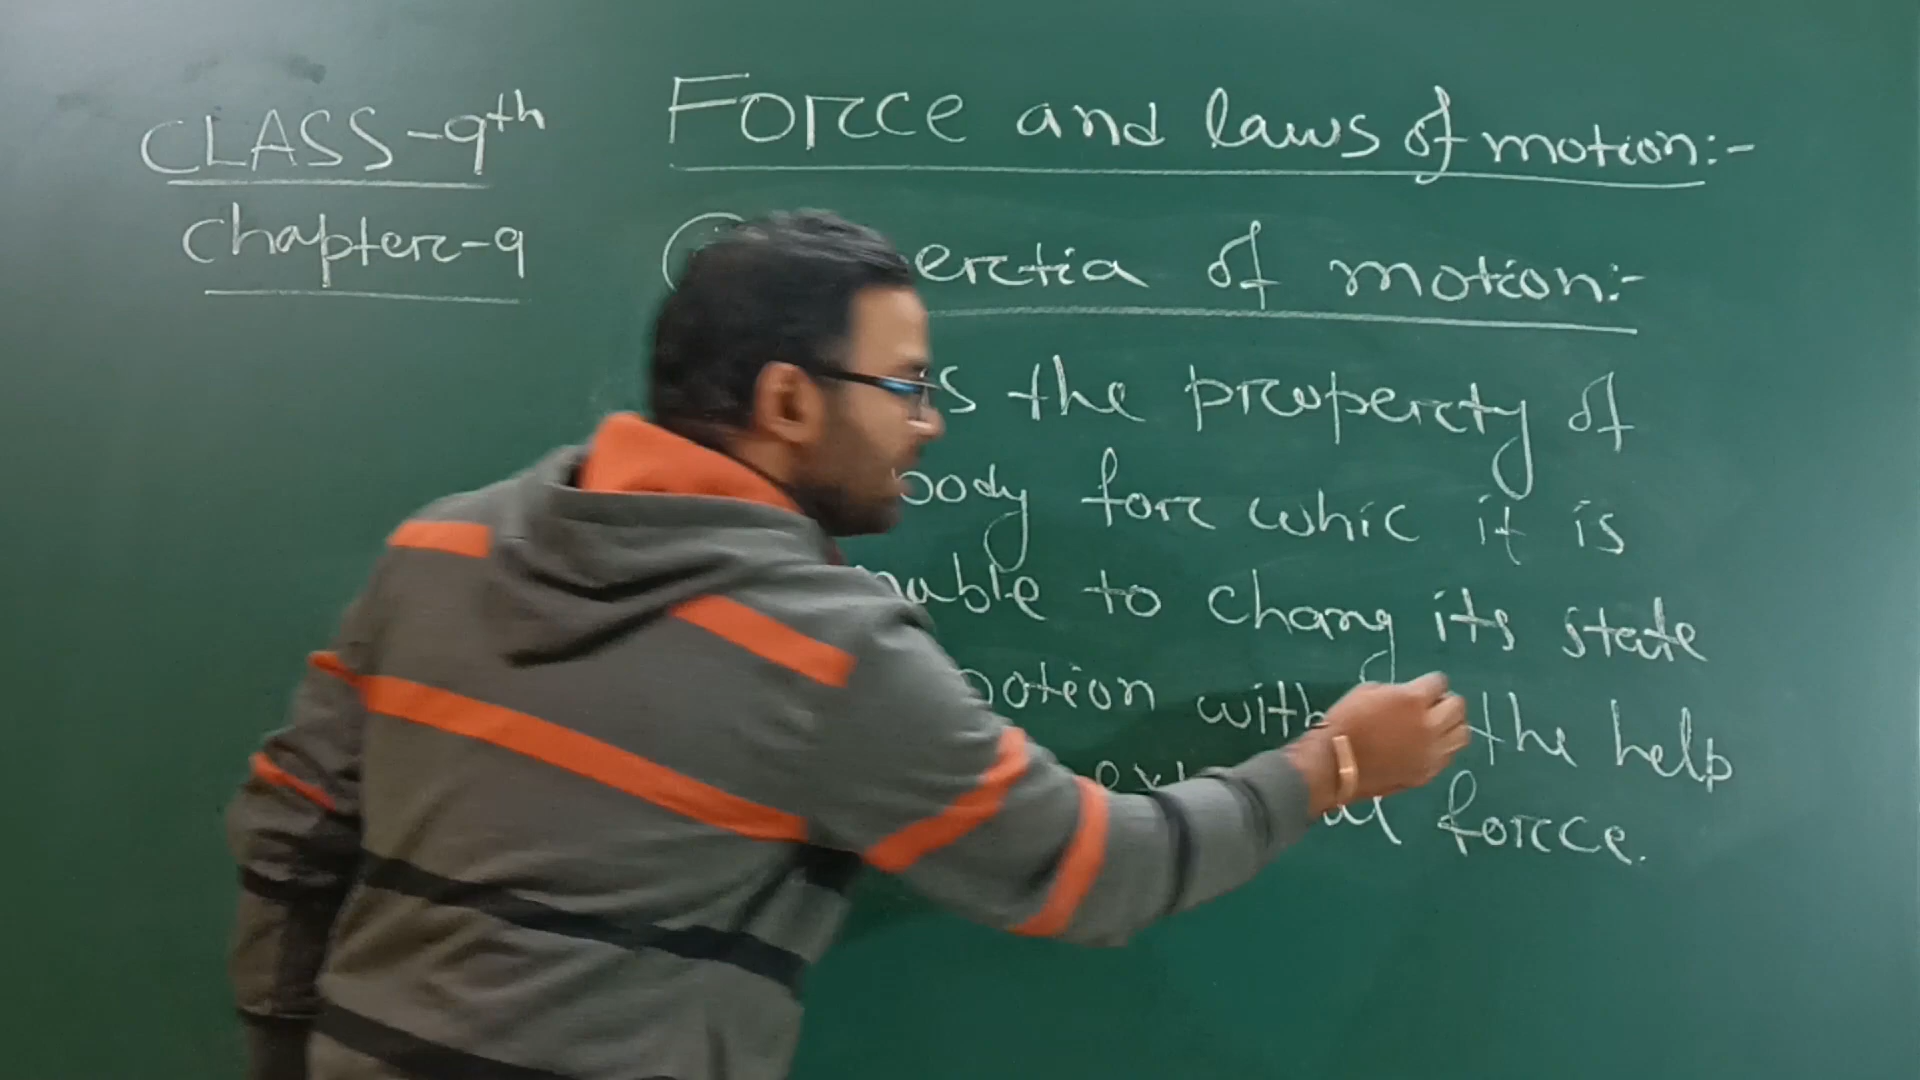 CLASS-9th
Chapter-9
Force and laws of motion:-
ertia of motion:-
s the property of
body for whic it is
nable to chang its state
otion with the help
force.